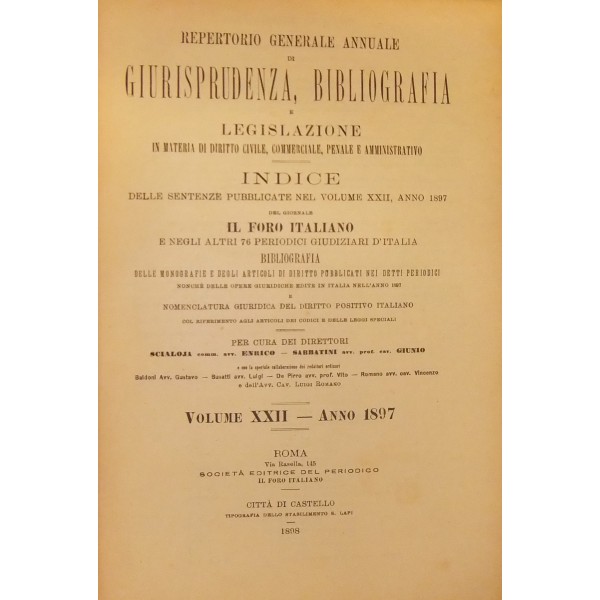 REPERTORIO GENERALE ANNUALE
DI
GIURISPRUDENZA, BIBLIOGRAFIA
E
LEGISLAZIONE
IN MATERIA DI DIRITTO CIVILE, COMMERCIALE, PENALE E AMMINISTRATIVO
INDICE
DELLE SENTENZE PUBBLICATE NEL VOLUME XXII, ANNO 1897
DEL GIORNALE
IL FORO ITALIANO
E NEGLI ALTRI 76 PERIODICI GIUDIZIARI D'ITALIA
BIBLIOGRAFIA
DELLE MONOGRAFIE E DEGLI ARTICOLI DI DIRITTO PUBBLICATI NEI DETTI PERIODICI
NONCHÈ DELLE OPERE GIURIDICHE EDITE IN ITALIA NELL'ANNO 1897
E
NOMENCLATURA GIURIDICA DEL DIRITTO POSITIVO ITALIANO
COL RIFERIMENTO AGLI ARTICOLI DEI CODICI E DELLE LEGGI SPECIALI
PER CURA DEI DIRETTORI
SCIALOJA comm. avv. ENRICO — SABBATINI avv. prof. cav. GIUNIO
e con la speciale collaborazione dei redattori ordinari
Baldoni Avv. Gustavo — Busatti avv. Luigi — De Pirro avv. prof. Vito — Romano avv. cav. Vincenzo
e dell'Avv. Cav. Luigi Romano
VOLUME XXII — ANNO 1897
ROMA
Via Rasella, 145
SOCIETÀ EDITRICE DEL PERIODICO
IL FORO ITALIANO
CITTÀ DI CASTELLO
TIPOGRAFIA DELLO STABILIMENTO S. LAPI
1898